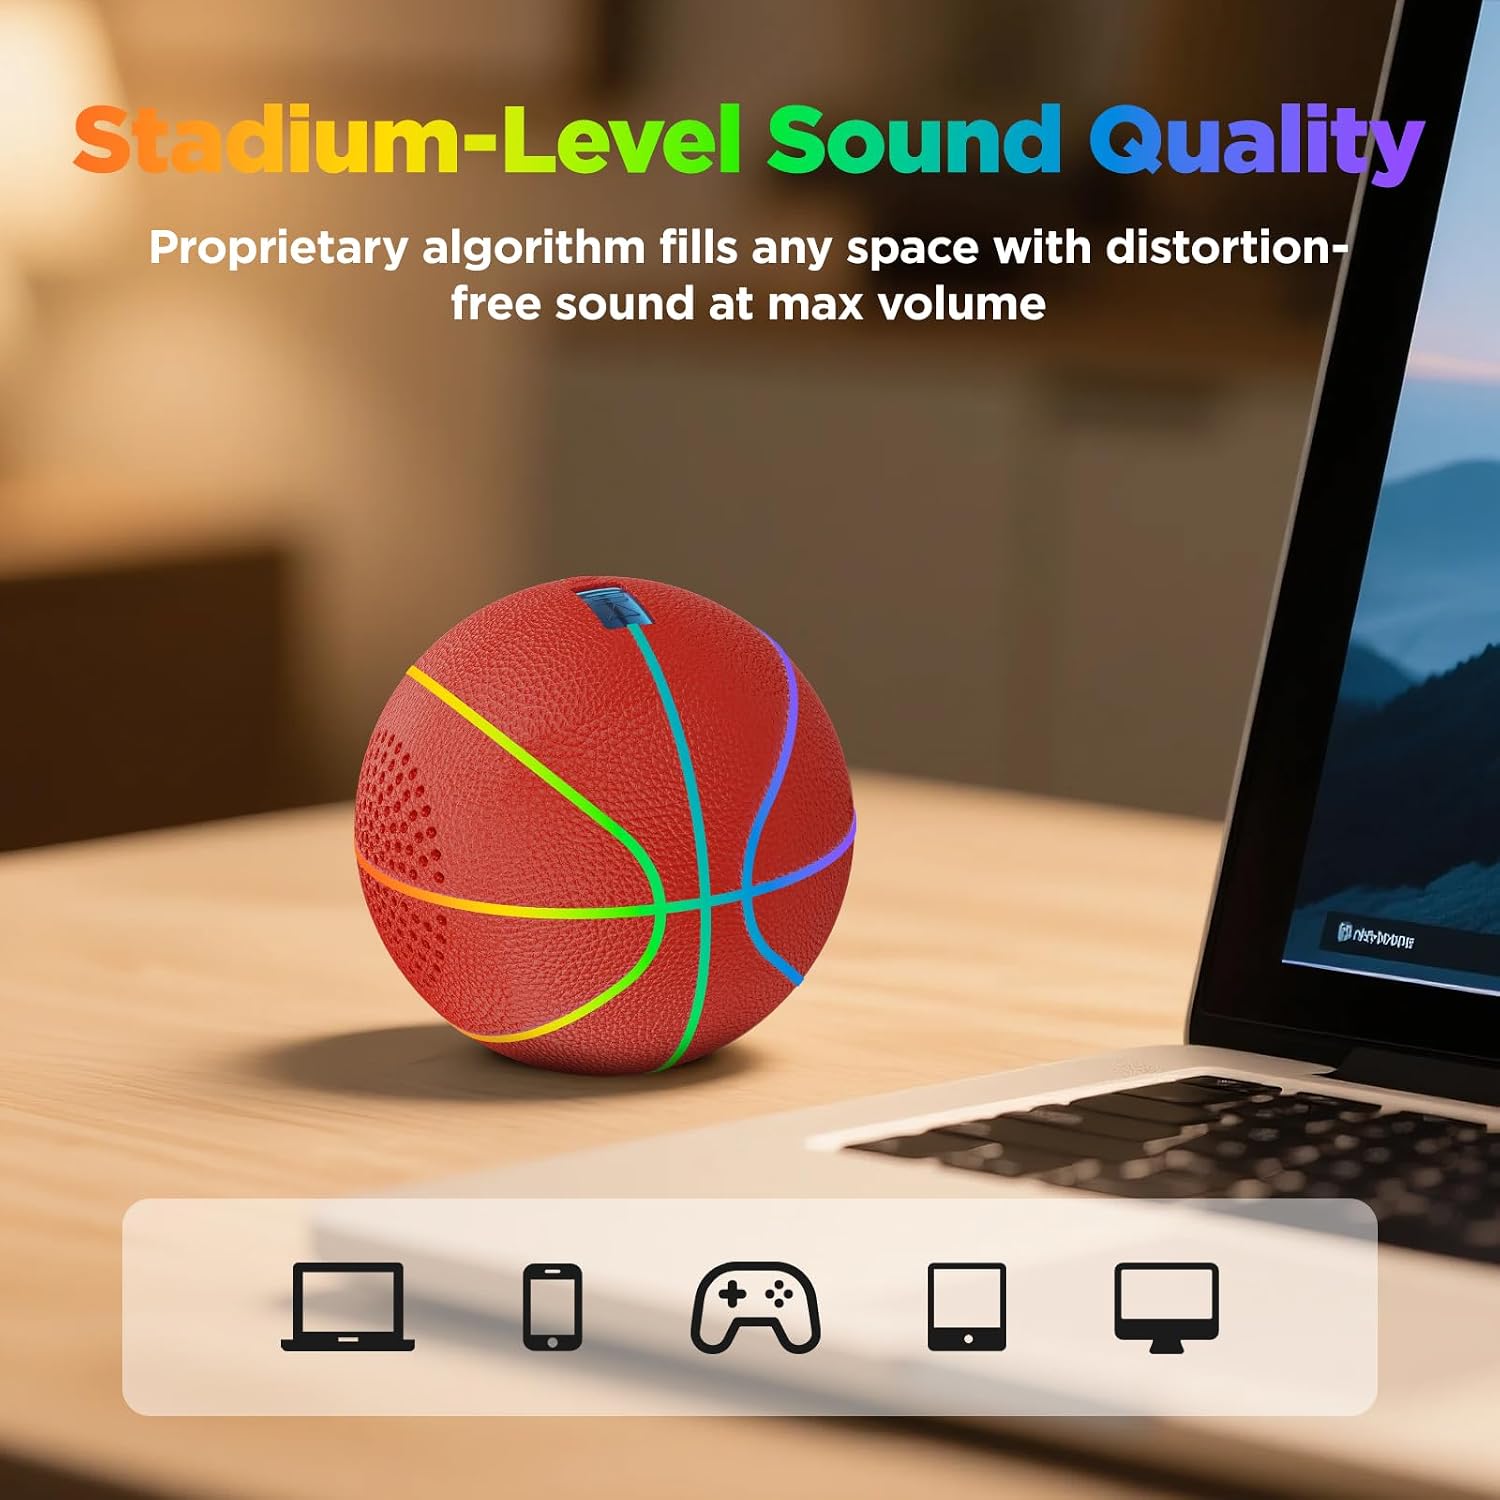 Stadium-Level Sound Quality
Proprietary algorithm fills any space with distortion-
free sound at max volume